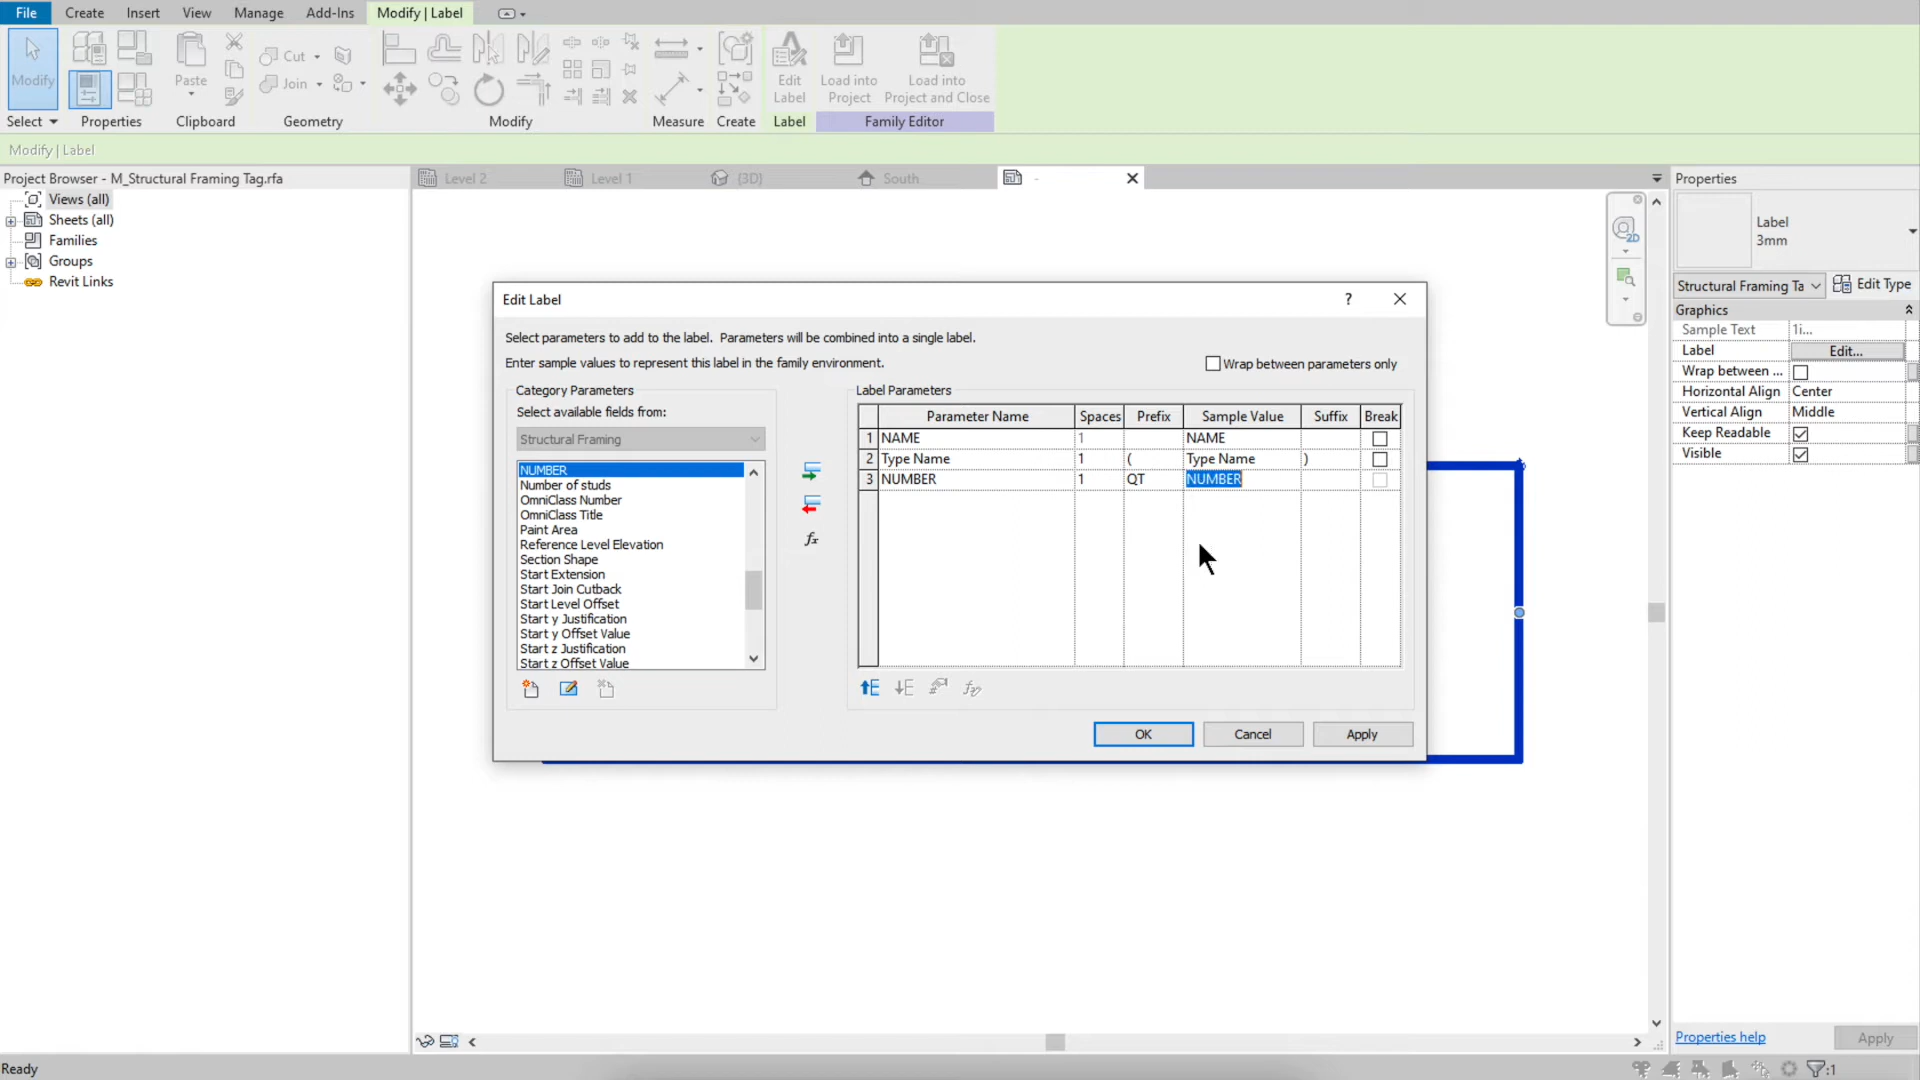 File Create Insert View Manage Add-Ins Modify | Label
Modify
Paste
Cut
Join
Edit Label
Load into Project
Load into Project and Close
Select Properties Clipboard Geometry Modify Measure Create Label Family Editor
Modify | Label
Project Browser - M_Structural Framing Tag.rfa
Views (all)
Sheets (all)
Families
Groups
Revit Links
Level 2 Level 1 {3D} South -
2D
Edit Label
?
Select parameters to add to the label. Parameters will be combined into a single label.
Enter sample values to represent this label in the family environment.
Wrap between parameters only
Category Parameters
Select available fields from:
Structural Framing
NUMBER
Number of studs
OmniClass Number
OmniClass Title
Paint Area
Reference Level Elevation
Section Shape
Start Extension
Start Join Cutback
Start Level Offset
Start y Justification
Start y Offset Value
Start z Justification
Start z Offset Value
fx
Label Parameters
Parameter Name Spaces Prefix Sample Value Suffix Break
1 NAME 1 NAME
2 Type Name 1 ( Type Name )
3 NUMBER 1 QT NUMBER
OK Cancel Apply
Properties
Label
3mm
Structural Framing Ta
Edit Type
Graphics
Sample Text 1i...
Label Edit...
Wrap between ...
Horizontal Align Center
Vertical Align Middle
Keep Readable
Visible
Properties help
Apply
Ready
:1